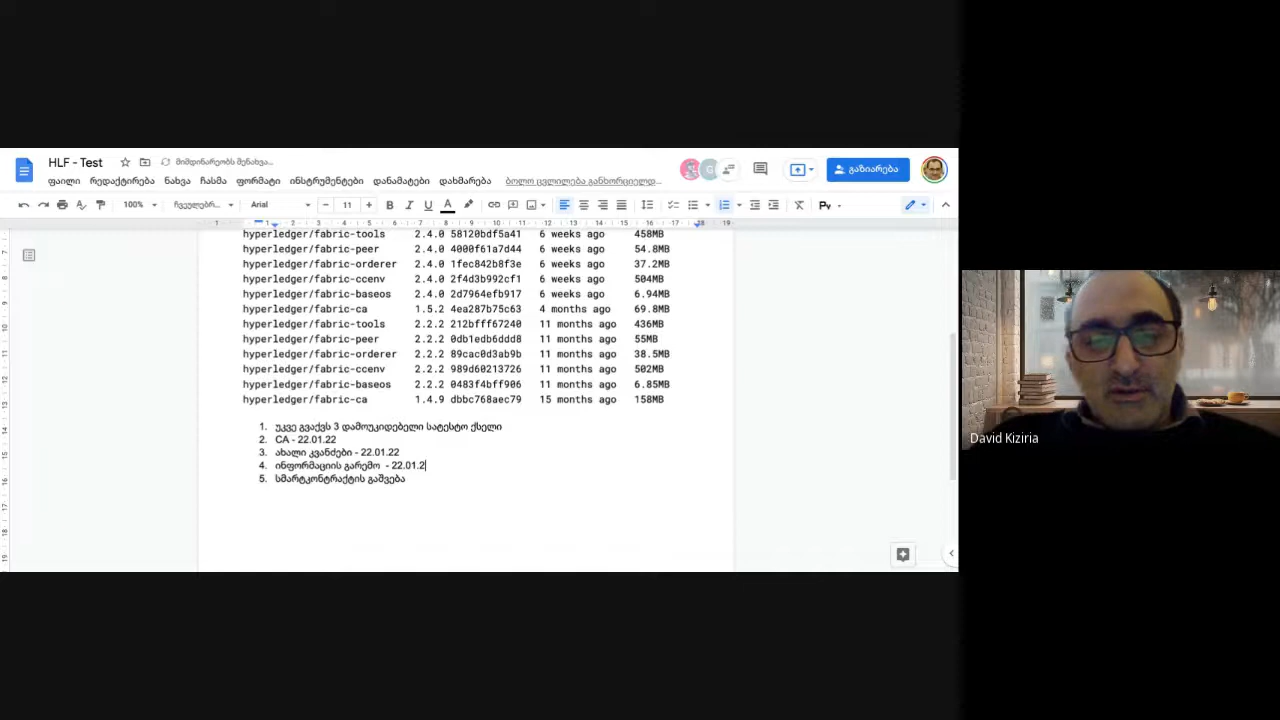 HLF - Test
მიმდინარეობს შენახვა...
გაზიარება
ფაილი რედაქტირება ნახვა ჩასმა ფორმატი ინსტრუმენტები დანამატები დახმარება ბოლო ცვლილება განხორციელდ...
100% ჩვეულებრ... Arial 11
hyperledger/fabric-tools 2.4.0 58120bdf5a41 6 weeks ago 458MB
hyperledger/fabric-peer 2.4.0 4000f61a7d44 6 weeks ago 54.8MB
hyperledger/fabric-orderer 2.4.0 1fec842b8f3e 6 weeks ago 37.2MB
hyperledger/fabric-ccenv 2.4.0 2f4d3b992cf1 6 weeks ago 504MB
hyperledger/fabric-baseos 2.4.0 2d7964efb917 6 weeks ago 6.94MB
hyperledger/fabric-ca 1.5.2 4ea287b75c63 4 months ago 69.8MB
hyperledger/fabric-tools 2.2.2 212bfff67240 11 months ago 436MB
hyperledger/fabric-peer 2.2.2 0db1edb6ddd8 11 months ago 55MB
hyperledger/fabric-orderer 2.2.2 89cac0d3ab9b 11 months ago 38.5MB
hyperledger/fabric-ccenv 2.2.2 989d60213726 11 months ago 502MB
hyperledger/fabric-baseos 2.2.2 0483f4bff906 11 months ago 6.85MB
hyperledger/fabric-ca 1.4.9 dbbc768aec79 15 months ago 158MB
1. უკვე გვაქვს 3 დამოუკიდებელი სატესტო ქსელი
2. CA - 22.01.22
3. ახალი კვანძები - 22.01.22
4. ინფორმაციის გარემო - 22.01.2
5. სმარტკონტრაქტის გაშვება
David Kiziria